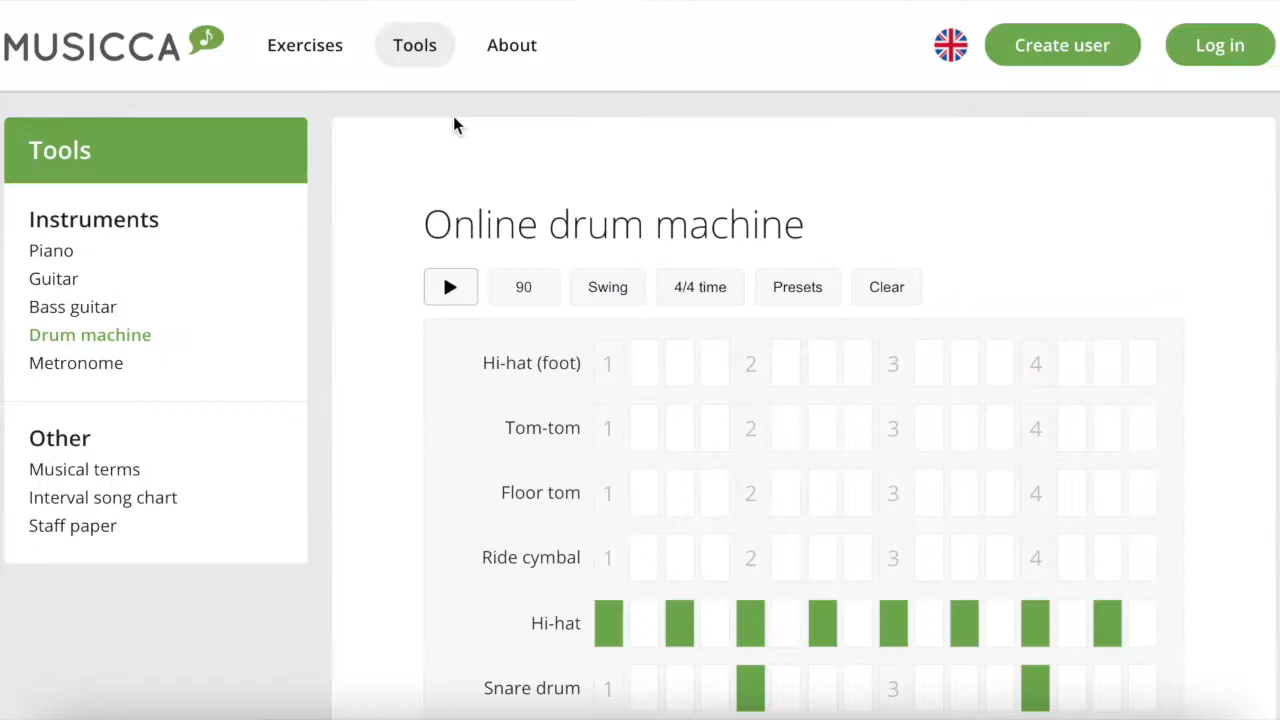 MUSICCA Exercises Tools About Create user Log in
Tools
Instruments
Piano
Guitar
Bass guitar
Drum machine
Metronome
Other
Musical terms
Interval song chart
Staff paper
Online drum machine
90 Swing 4/4 time Presets Clear
Hi-hat (foot) 1 2 3 4
Tom-tom 1 2 3 4
Floor tom 1 2 3 4
Ride cymbal 1 2 3 4
Hi-hat
Snare drum 1 3